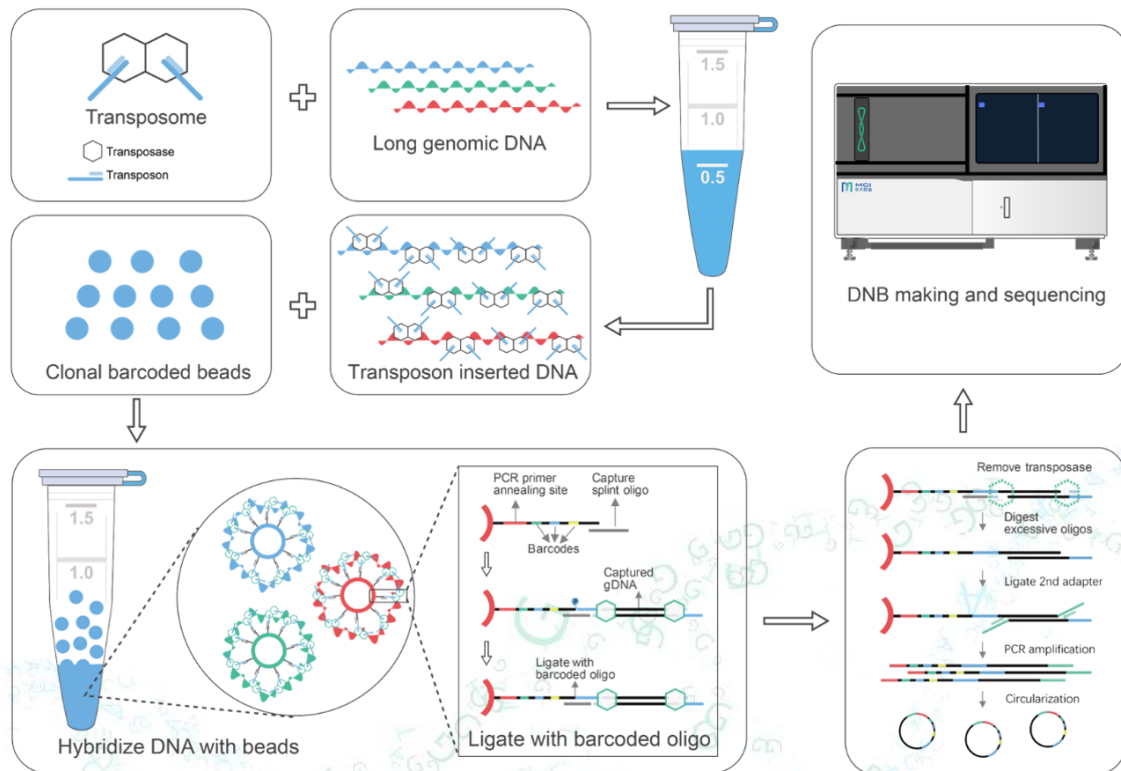 Transposome
Transposase
Transposon
Long genomic DNA
1.5
1.0
0.5
MGI
DNB making and sequencing
Clonal barcoded beads
Transposon inserted DNA
1.5
1.0
Hybridize DNA with beads
PCR primer
annealing site
Capture
splint oligo
Barcodes
Captured
gDNA
Ligate with
barcoded oligo
Ligate with barcoded oligo
Remove transposase
Digest
excessive oligos
Ligate 2nd adapter
PCR amplification
Circularization